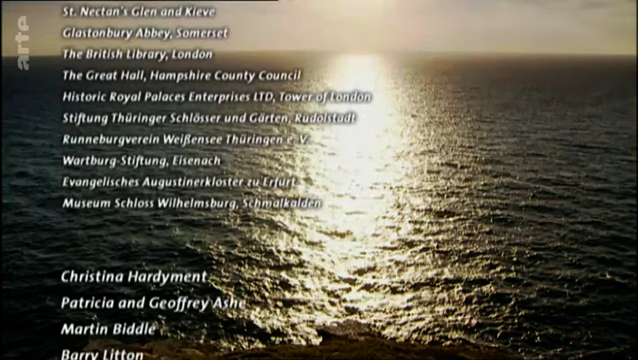 arte
St. Nectan's Glen and Kieve
Glastonbury Abbey, Somerset
The British Library, London
The Great Hall, Hampshire County Council
Historic Royal Palaces Enterprises LTD, Tower of London
Stiftung Thüringer Schlösser und Gärten, Rudolstadt
Runneburgverein Weißensee Thüringen e. V.
Wartburg-Stiftung, Eisenach
Evangelisches Augustinerkloster zu Erfurt
Museum Schloss Wilhelmsburg, Schmalkalden
Christina Hardyment
Patricia and Geoffrey Ashe
Martin Biddle
Barry Litton